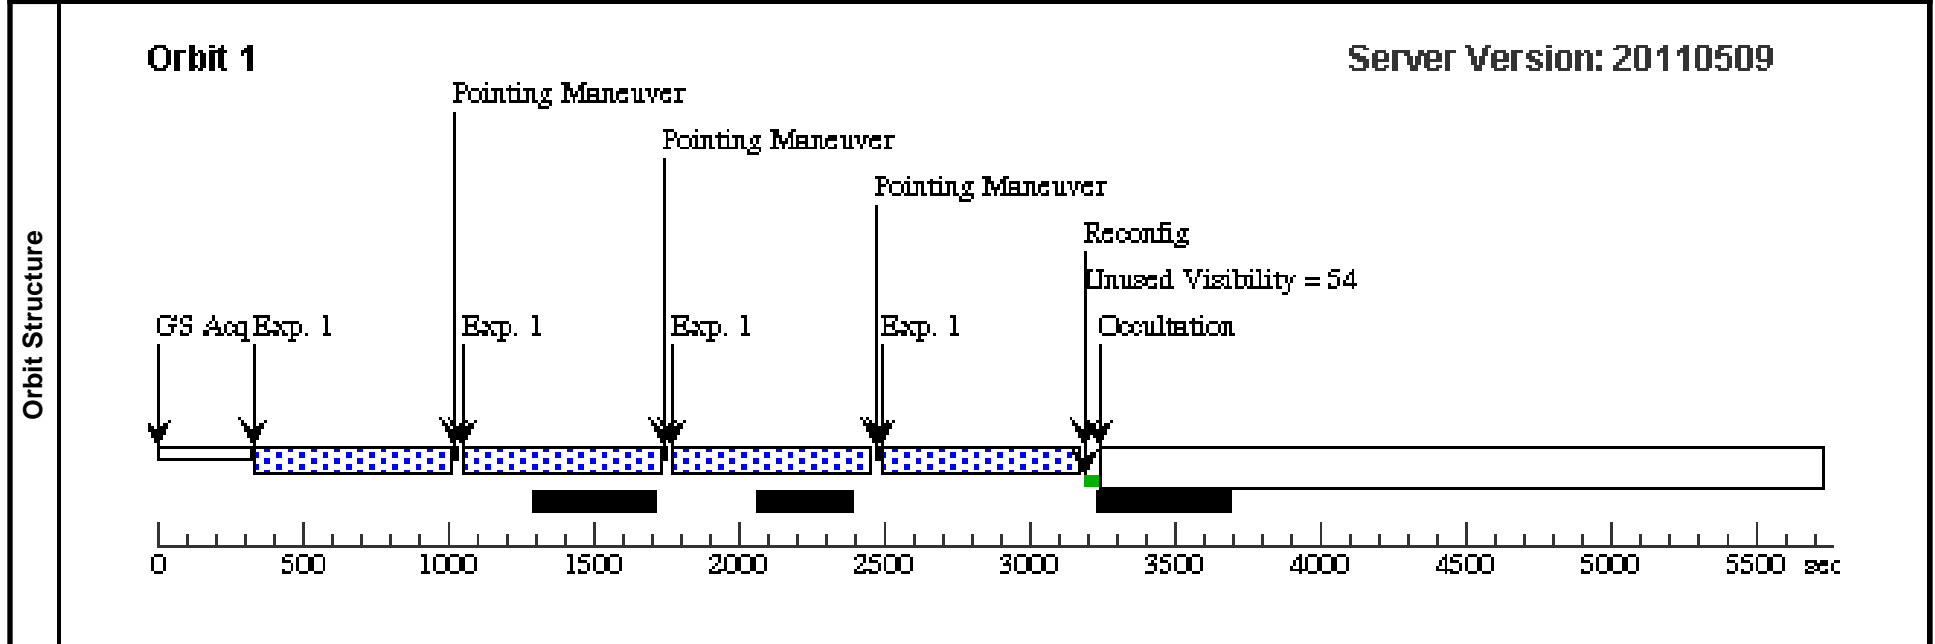 Orbit Structure
Orbit 1
Server Version: 20110509
Pointing Maneuver
Pointing Maneuver
Pointing Maneuver
Reconfig
Unused Visibility = 54
GS Acq Exp. 1 Exp. 1 Exp. 1 Exp. 1 Occultation
0 500 1000 1500 2000 2500 3000 3500 4000 4500 5000 5500 sec